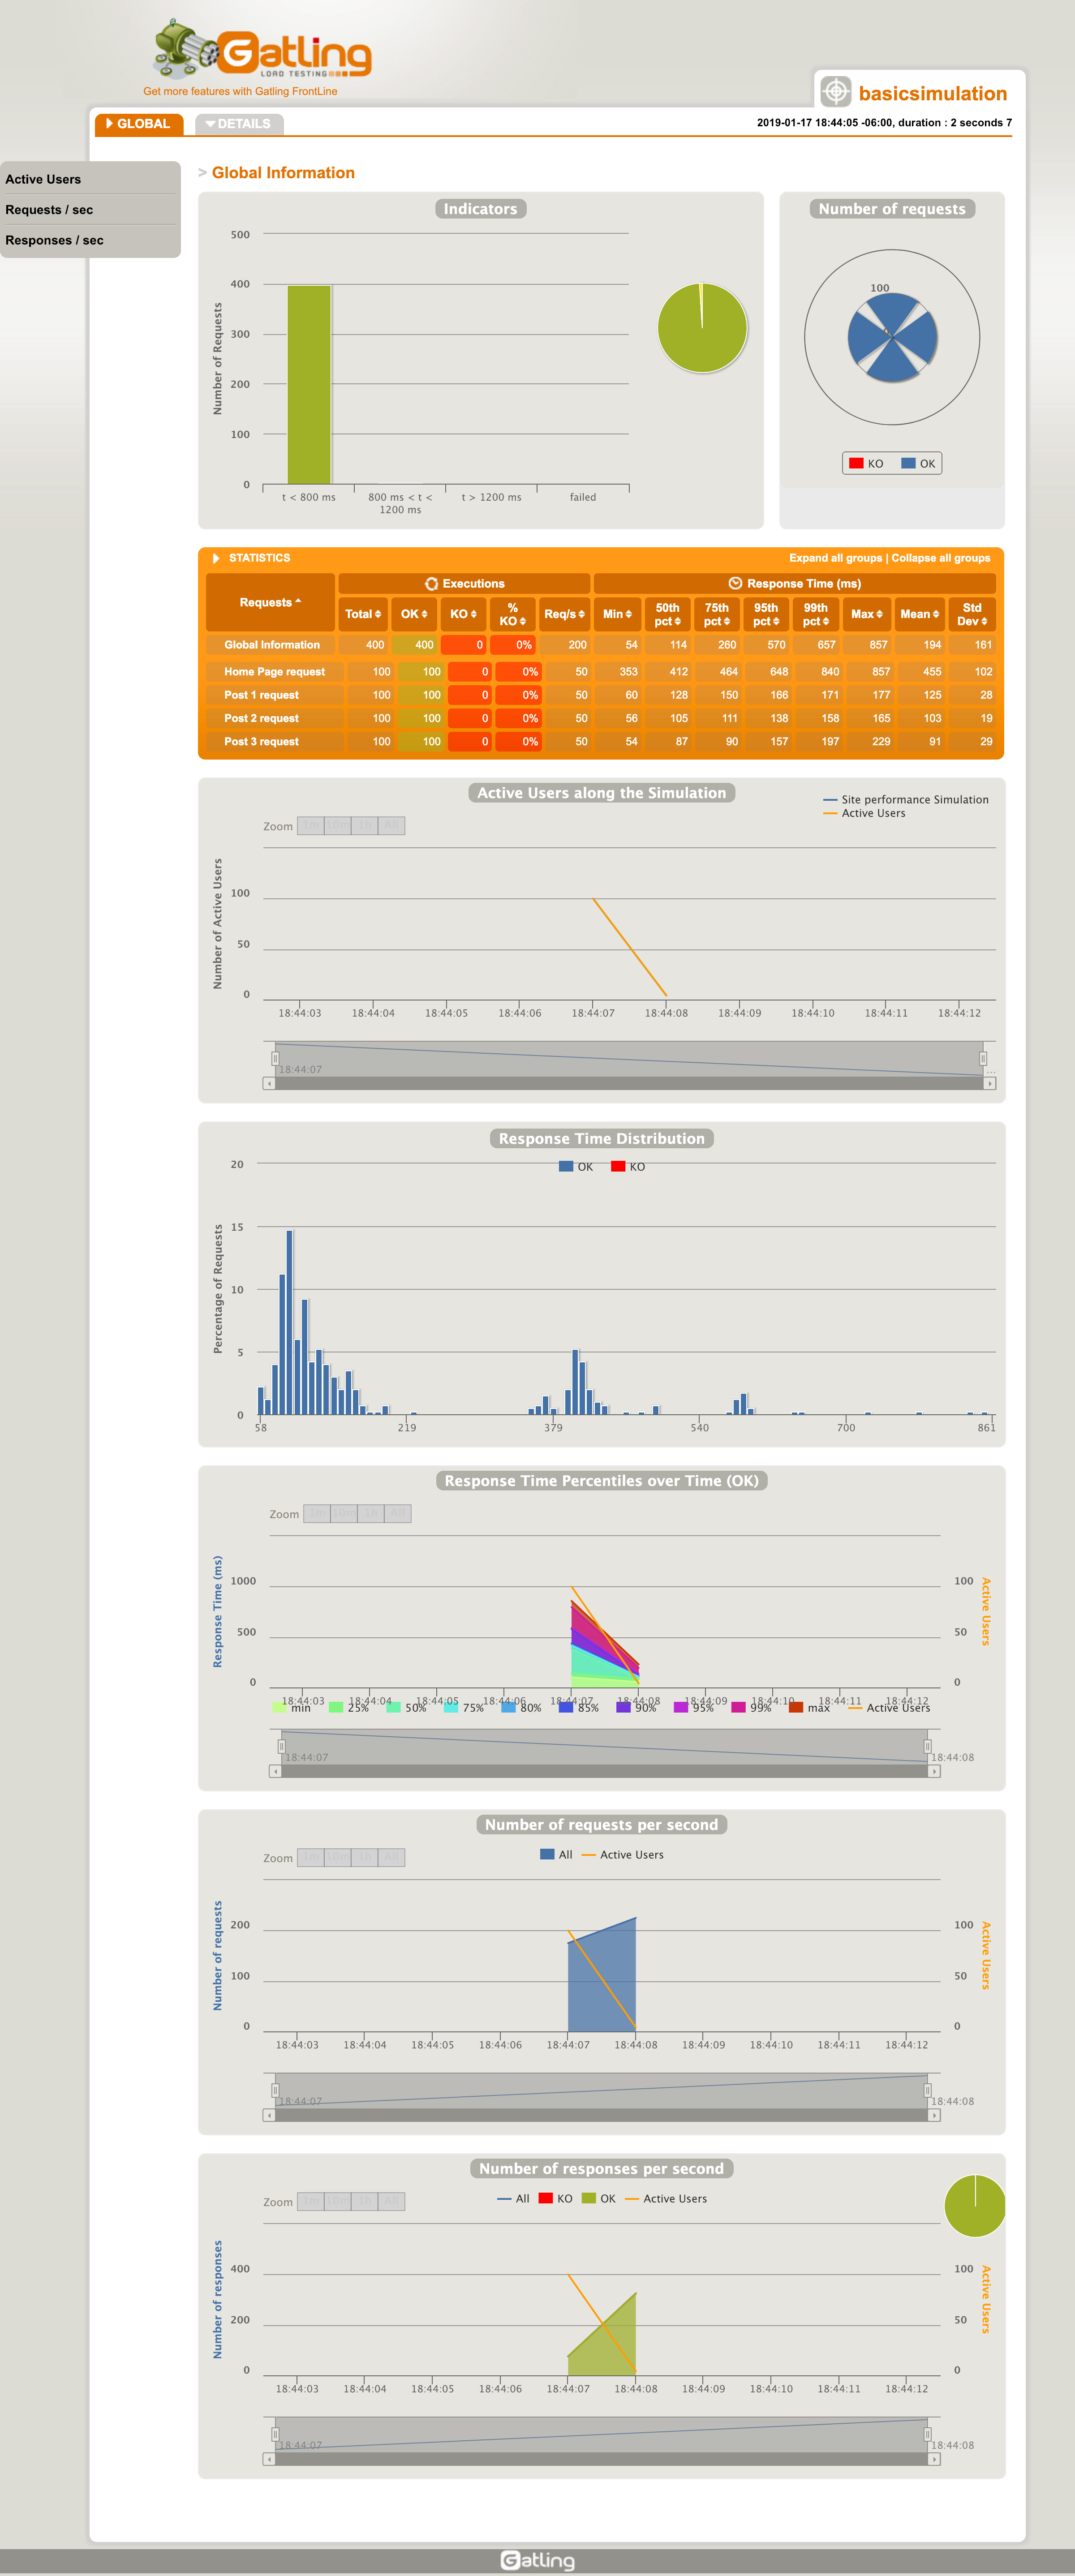 Gatling
LOAD TESTING
Get more features with Gatling FrontLine
basicsimulation
GLOBAL
DETAILS
2019-01-17 18:44:05 -06:00, duration : 2 seconds 7
Active Users
Requests / sec
Responses / sec
> Global Information
Indicators
Number of Requests
500
400
300
200
100
0
t < 800 ms
800 ms < t < 1200 ms
t > 1200 ms
failed
Number of requests
100
KO
OK
STATISTICS
Expand all groups | Collapse all groups
Requests
Executions
Response Time (ms)
Total OK KO % KO Req/s Min 50th pct 75th pct 95th pct 99th pct Max Mean Std Dev
Global Information 400 400 0 0% 200 54 114 260 570 657 857 194 161
Home Page request 100 100 0 0% 50 353 412 464 648 840 857 455 102
Post 1 request 100 100 0 0% 50 60 128 150 166 171 177 125 28
Post 2 request 100 100 0 0% 50 56 105 111 138 158 165 103 19
Post 3 request 100 100 0 0% 50 54 87 90 157 197 229 91 29
Active Users along the Simulation
Site performance Simulation
Active Users
Zoom
Number of Active Users
100
50
0
18:44:03 18:44:04 18:44:05 18:44:06 18:44:07 18:44:08 18:44:09 18:44:10 18:44:11 18:44:12
18:44:07
...
Response Time Distribution
OK KO
Percentage of Requests
20
15
10
5
0
58 219 379 540 700 861
Response Time Percentiles over Time (OK)
Zoom
Response Time (ms)
1000
500
0
100
50
0
Active Users
18:44:03 18:44:04 18:44:05 18:44:06 18:44:07 18:44:08 18:44:09 18:44:10 18:44:11 18:44:12
min 25% 50% 75% 80% 85% 90% 95% 99% max Active Users
18:44:07
18:44:08
Number of requests per second
Zoom
All Active Users
Number of requests
200
100
0
100
50
0
Active Users
18:44:03 18:44:04 18:44:05 18:44:06 18:44:07 18:44:08 18:44:09 18:44:10 18:44:11 18:44:12
18:44:07
18:44:08
Number of responses per second
Zoom
All KO OK Active Users
Number of responses
400
200
0
100
50
0
Active Users
18:44:03 18:44:04 18:44:05 18:44:06 18:44:07 18:44:08 18:44:09 18:44:10 18:44:11 18:44:12
18:44:07
18:44:08
Gatling